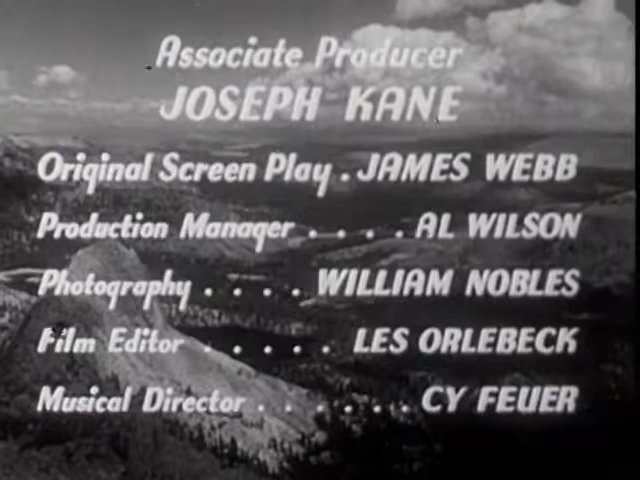 Associate Producer
JOSEPH KANE
Original Screen Play . JAMES WEBB
Production Manager . . . . AL WILSON
Photography . . . . WILLIAM NOBLES
Film Editor . . . . . LES ORLEBECK
Musical Director . . . . . . CY FEUER